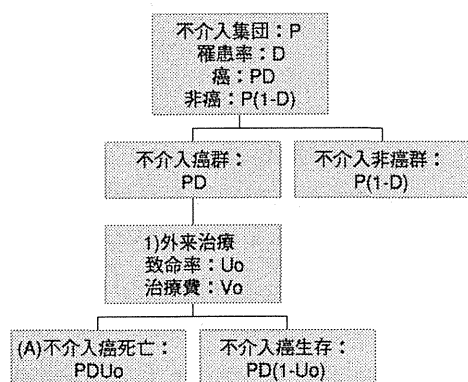 不介入集団：P
罹患率：D
癌：PD
非癌：P(1-D)
不介入癌群：
PD
不介入非癌群：
P(1-D)
1)外来治療
致命率：Uo
治療費：Vo
(A)不介入癌死亡：
PDUo
不介入癌生存：
PD(1-Uo)